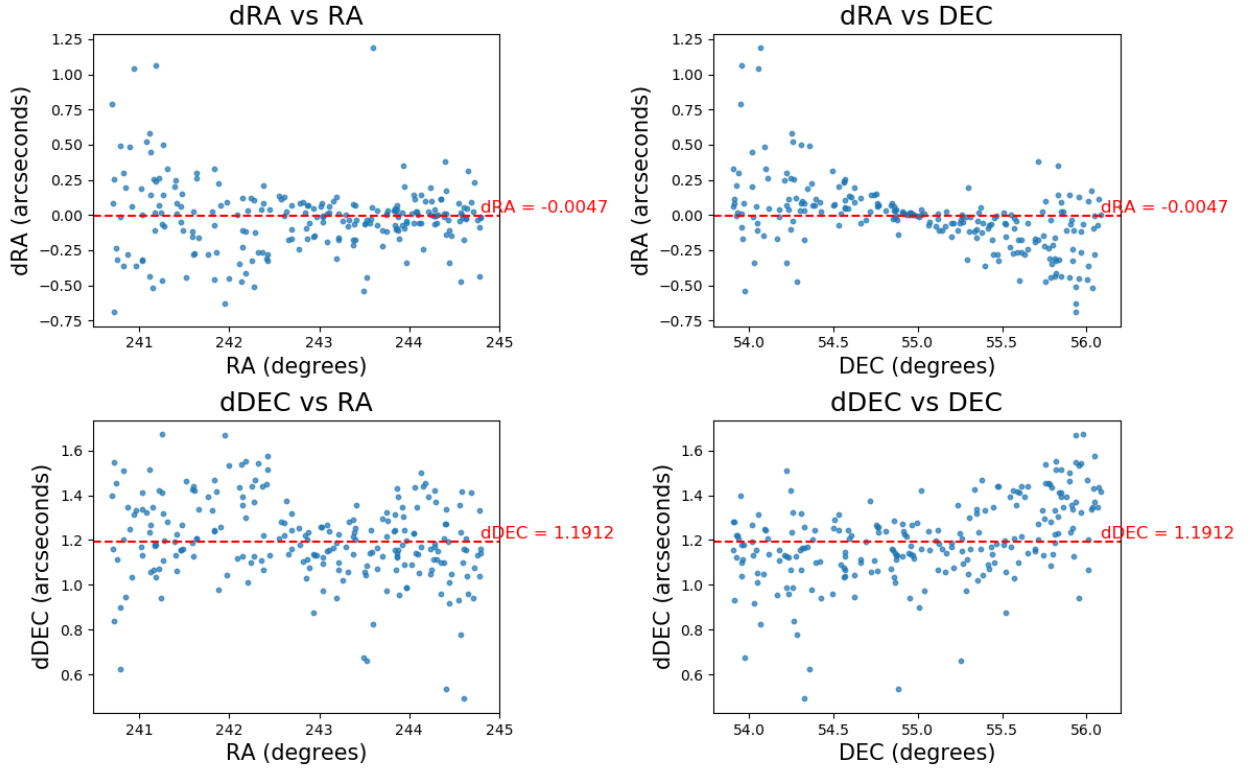 dRA vs RA
dRA (arcseconds)
1.25
1.00
0.75
0.50
0.25
0.00
−0.25
−0.50
−0.75
dRA = -0.0047
241 242 243 244 245
RA (degrees)
dRA vs DEC
dRA (arcseconds)
1.25
1.00
0.75
0.50
0.25
0.00
−0.25
−0.50
−0.75
dRA = -0.0047
54.0 54.5 55.0 55.5 56.0
DEC (degrees)
dDEC vs RA
dDEC (arcseconds)
1.6
1.4
1.2
1.0
0.8
0.6
dDEC = 1.1912
241 242 243 244 245
RA (degrees)
dDEC vs DEC
dDEC (arcseconds)
1.6
1.4
1.2
1.0
0.8
0.6
dDEC = 1.1912
54.0 54.5 55.0 55.5 56.0
DEC (degrees)